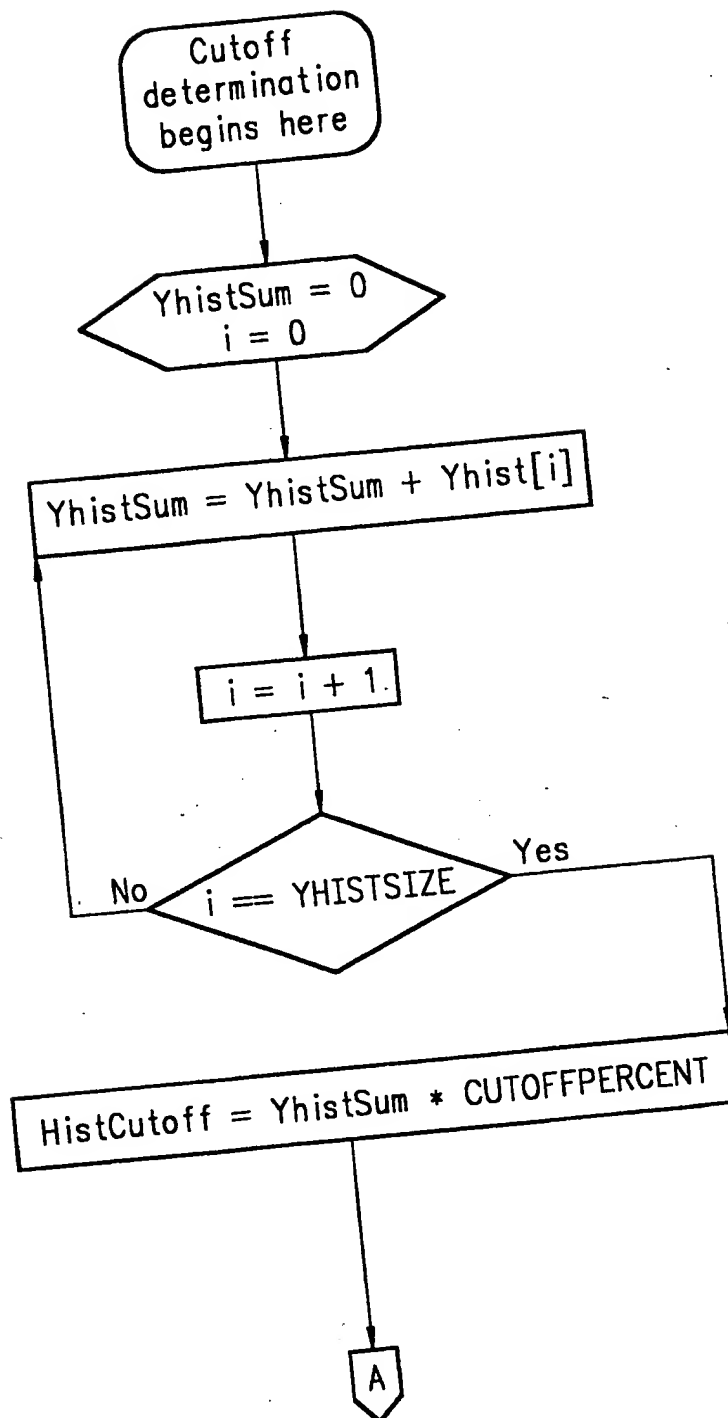 Cutoff
determination
begins here
YhistSum = 0
i = 0
YhistSum = YhistSum + Yhist[i]
i = i + 1
i == YHISTSIZE
No
Yes
HistCutoff = YhistSum * CUTOFFPERCENT
A